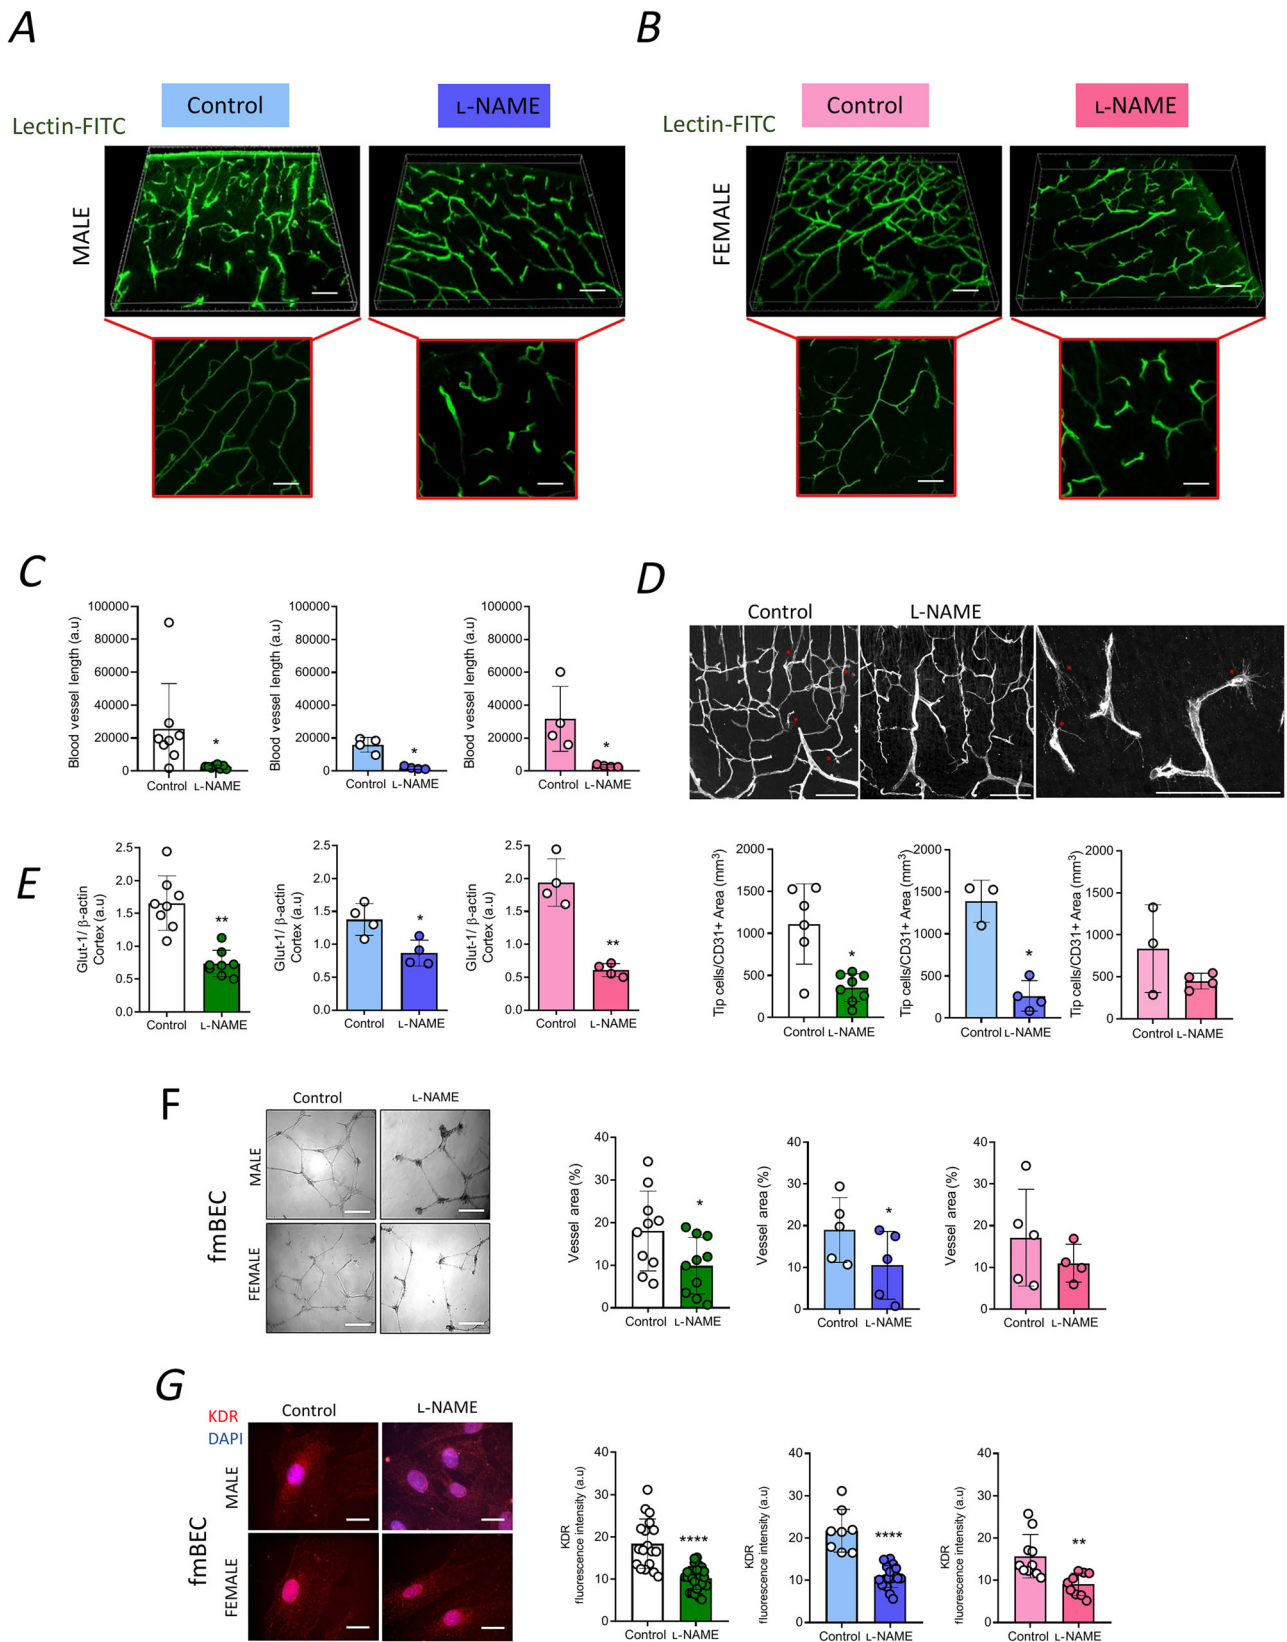 A
B
Control
L-NAME
Control
L-NAME
Lectin-FITC
Lectin-FITC
MALE
FEMALE
C
D
Control
L-NAME
Blood vessel length (a.u)
100000
80000
60000
40000
20000
0
*
Control
L-NAME
Blood vessel length (a.u)
100000
80000
60000
40000
20000
0
*
Control
L-NAME
Blood vessel length (a.u)
100000
80000
60000
40000
20000
0
*
Control
L-NAME
E
Glut-1/ β-actin
Cortex (a.u)
2.5
2.0
1.5
1.0
0.5
0.0
**
Control
L-NAME
Glut-1/ β-actin
Cortex (a.u)
2.5
2.0
1.5
1.0
0.5
0.0
*
Control
L-NAME
Glut-1/ β-actin
Cortex (a.u)
2.5
2.0
1.5
1.0
0.5
0.0
**
Control
L-NAME
Tip cells/CD31+ Area (mm³)
2000
1500
1000
500
0
*
Control
L-NAME
Tip cells/CD31+ Area (mm³)
2000
1500
1000
500
0
*
Control
L-NAME
Tip cells/CD31+ Area (mm³)
2000
1500
1000
500
0
Control
L-NAME
F
Control
L-NAME
fmBEC
MALE
FEMALE
Vessel area (%)
40
30
20
10
0
*
Control
L-NAME
Vessel area (%)
40
30
20
10
0
*
Control
L-NAME
Vessel area (%)
40
30
20
10
0
Control
L-NAME
G
KDR
DAPI
Control
L-NAME
fmBEC
MALE
FEMALE
KDR
fluorescence intensity (a.u)
40
30
20
10
0
****
Control
L-NAME
KDR
fluorescence intensity (a.u)
40
30
20
10
0
****
Control
L-NAME
KDR
fluorescence intensity (a.u)
40
30
20
10
0
**
Control
L-NAME